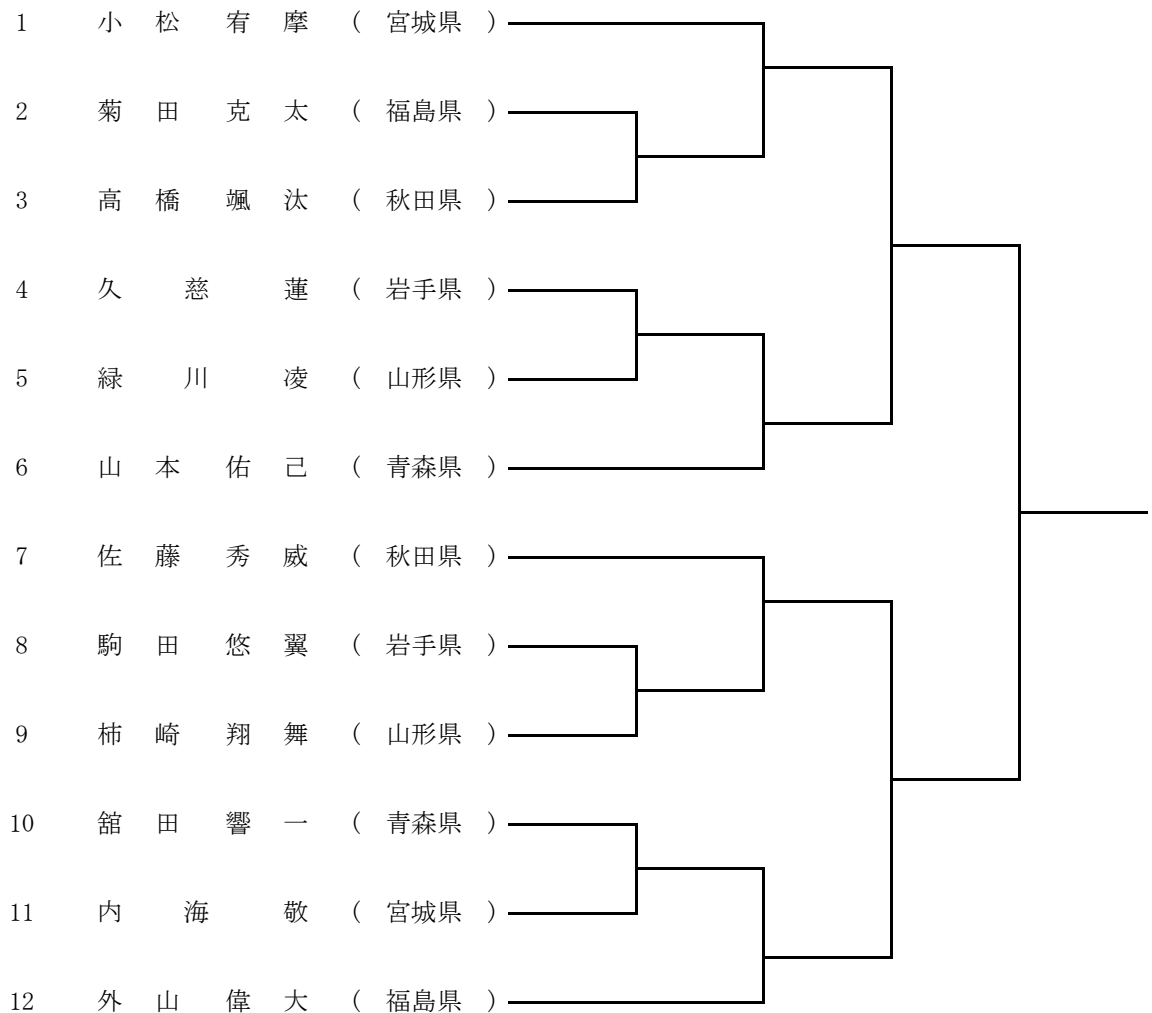 1 小松 宥摩 ( 宮城県 )
2 菊田 克太 ( 福島県 )
3 高橋 颯汰 ( 秋田県 )
4 久慈 蓮 ( 岩手県 )
5 緑川 凌 ( 山形県 )
6 山本 佑己 ( 青森県 )
7 佐藤 秀威 ( 秋田県 )
8 駒田 悠翼 ( 岩手県 )
9 柿崎 翔舞 ( 山形県 )
10 舘田 響一 ( 青森県 )
11 内海 敬 ( 宮城県 )
12 外山 偉大 ( 福島県 )